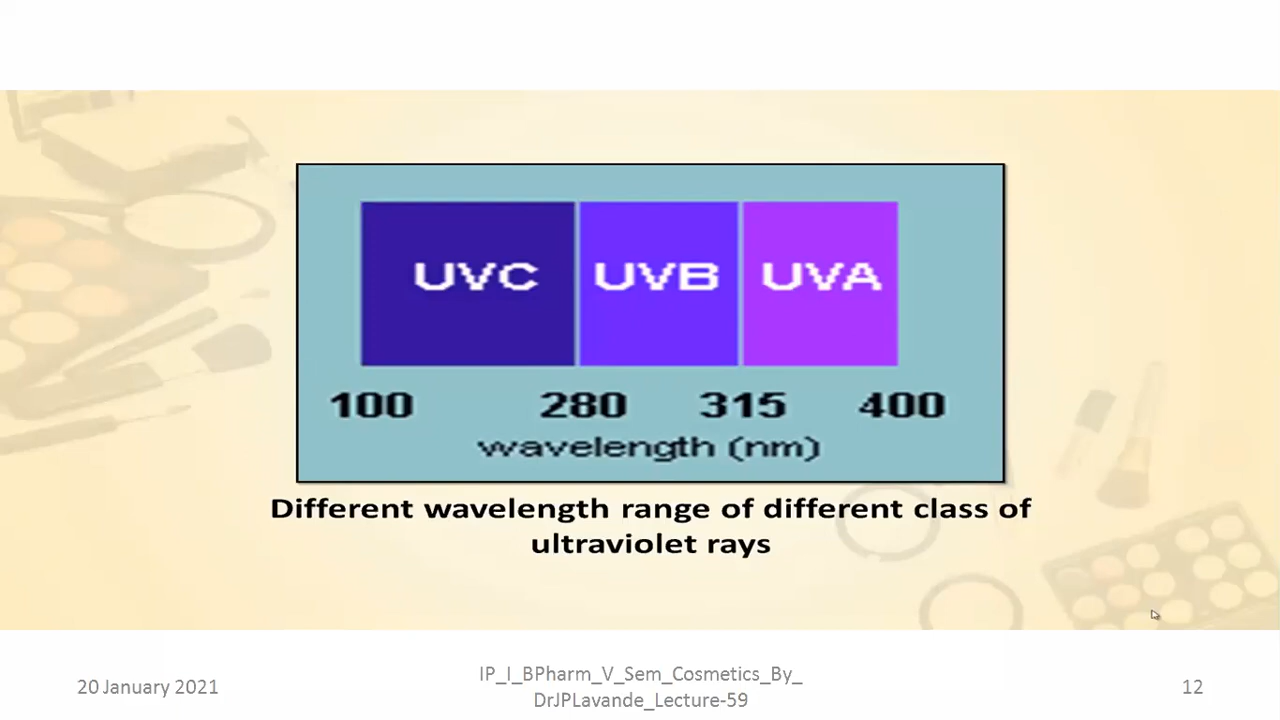 UVC UVB UVA
100 280 315 400
wavelength (nm)
Different wavelength range of different class of
ultraviolet rays
20 January 2021
IP_I_BPharm_V_Sem_Cosmetics_By_
DrJPLavande_Lecture-59
12